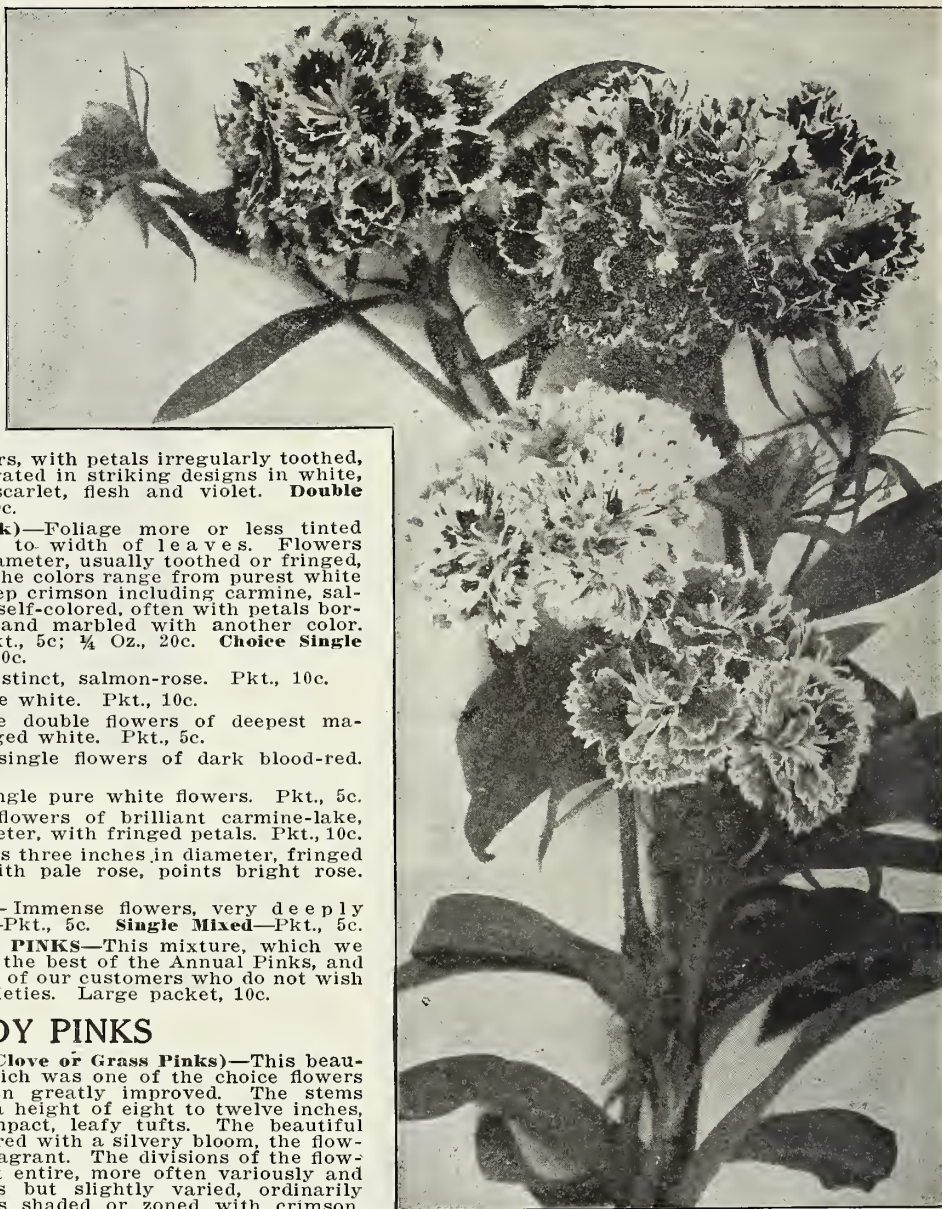 rs, with petals irregularly toothed,
rated in striking designs in white,
scarlet, flesh and violet. Double
c.
k)—Foliage more or less tinted
to width of leaves. Flowers
ameter, usually toothed or fringed,
he colors range from purest white
ep crimson including carmine, sal-
self-colored, often with petals bor-
and marbled with another color.
kt., 5c; ¼ Oz., 20c. Choice Single
0c.
stinct, salmon-rose. Pkt., 10c.
e white. Pkt., 10c.
e double flowers of deepest ma-
ged white. Pkt., 5c.
single flowers of dark blood-red.
ngle pure white flowers. Pkt., 5c.
flowers of brilliant carmine-lake,
eter, with fringed petals. Pkt., 10c.
s three inches in diameter, fringed
ith pale rose, points bright rose.
-Immense flowers, very deeply
-Pkt., 5c. Single Mixed—Pkt., 5c.
PINKS—This mixture, which we
the best of the Annual Pinks, and
of our customers who do not wish
ieties. Large packet, 10c.
DY PINKS
Clove or Grass Pinks)—This beau-
ich was one of the choice flowers
n greatly improved. The stems
a height of eight to twelve inches,
mpact, leafy tufts. The beautiful
red with a silvery bloom, the flow-
agrant. The divisions of the flow-
t entire, more often variously and
s but slightly varied, ordinarily
s shaded or zoned with crimson.